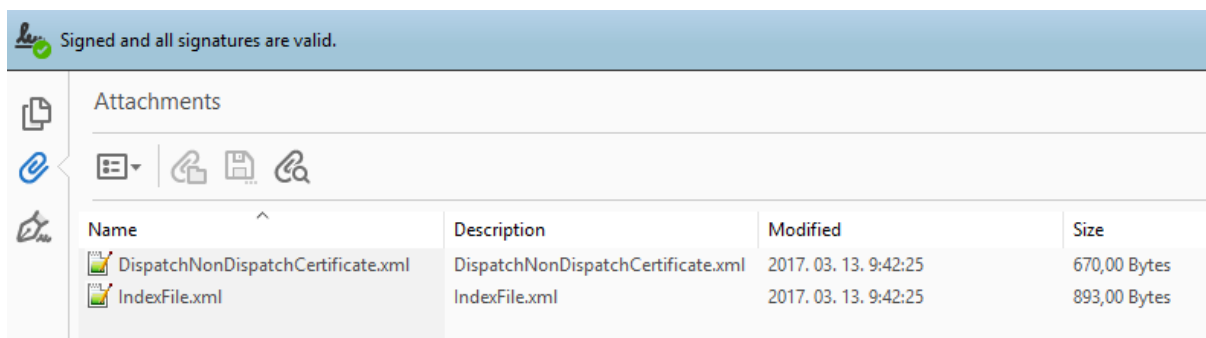 Signed and all signatures are valid.
Attachments
Name Description Modified Size
DispatchNonDispatchCertificate.xml DispatchNonDispatchCertificate.xml 2017. 03. 13. 9:42:25 670,00 Bytes
IndexFile.xml IndexFile.xml 2017. 03. 13. 9:42:25 893,00 Bytes